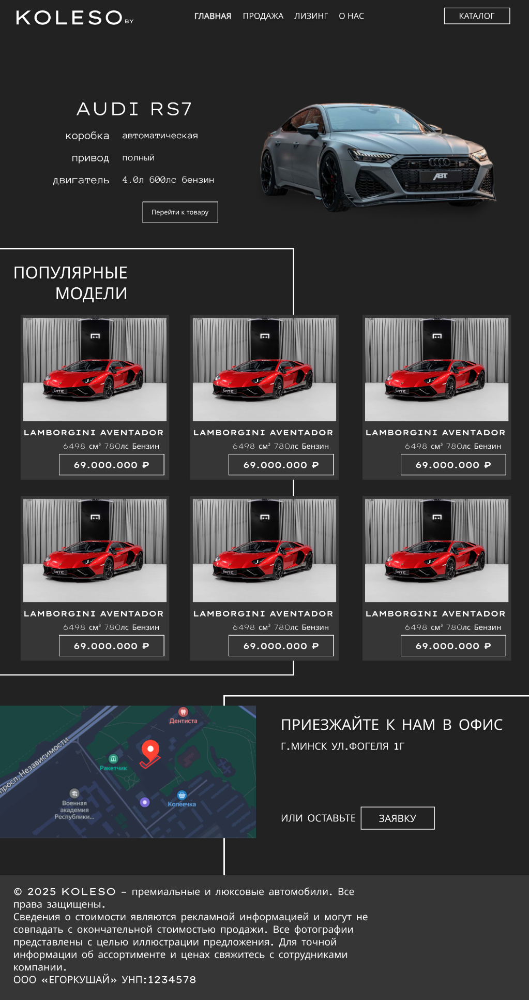 KOLESO BY
ГЛАВНАЯ ПРОДАЖА ЛИЗИНГ О НАС
КАТАЛОГ
AUDI RS7
коробка автоматическая
привод полный
двигатель 4.0л 600лс бензин
Перейти к товару
ABT
ПОПУЛЯРНЫЕ
МОДЕЛИ
LAMBORGINI AVENTADOR
6498 см³ 780лс Бензин
69.000.000 ₽
LAMBORGINI AVENTADOR
6498 см³ 780лс Бензин
69.000.000 ₽
LAMBORGINI AVENTADOR
6498 см³ 780лс Бензин
69.000.000 ₽
LAMBORGINI AVENTADOR
6498 см³ 780лс Бензин
69.000.000 ₽
LAMBORGINI AVENTADOR
6498 см³ 780лс Бензин
69.000.000 ₽
LAMBORGINI AVENTADOR
6498 см³ 780лс Бензин
69.000.000 ₽
Дентиста
просп. Независимости
Ракетчик
Военная
академия
Республики...
Копеечка
ПРИЕЗЖАЙТЕ К НАМ В ОФИС
Г.МИНСК УЛ.ФОГЕЛЯ 1Г
ИЛИ ОСТАВЬТЕ ЗАЯВКУ
© 2025 KOLESO – премиальные и люксовые автомобили. Все
права защищены.
Сведения о стоимости являются рекламной информацией и могут не
совпадать с окончательной стоимостью продажи. Все фотографии
представлены с целью иллюстрации предложения. Для точной
информации об ассортименте и ценах свяжитесь с сотрудниками
компании.
ООО «ЕГОРКУШАЙ» УНП:1234578